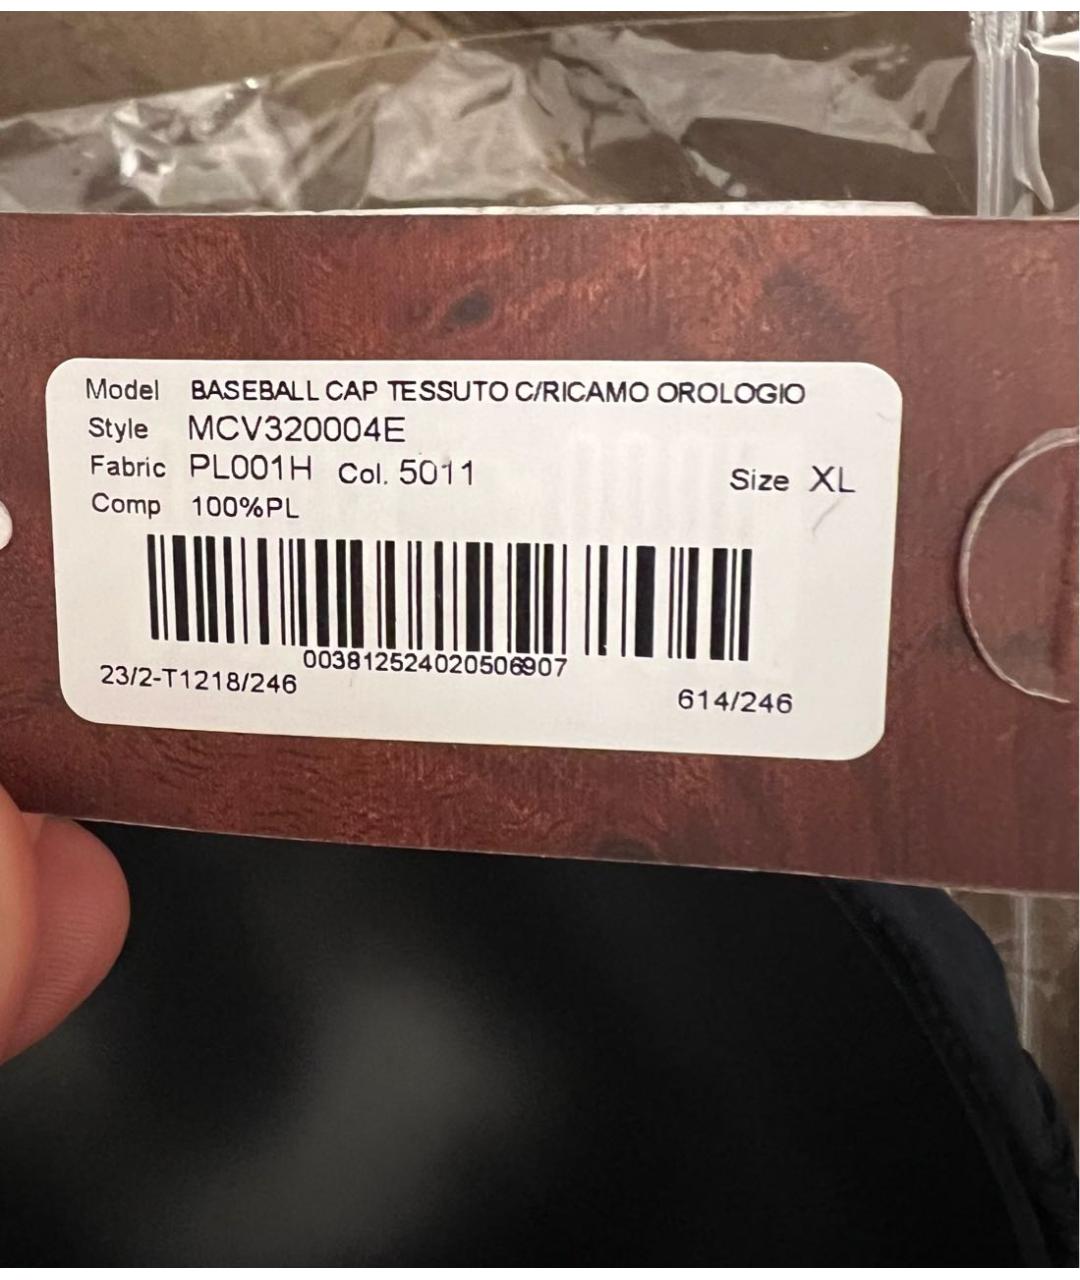 Model BASEBALL CAP TESSUTO C/RICAMO OROLOGIO
Style MCV320004E
Fabric PL001H Col. 5011 Size XL
Comp 100%PL
003812524020506907
23/2-T1218/246 614/246